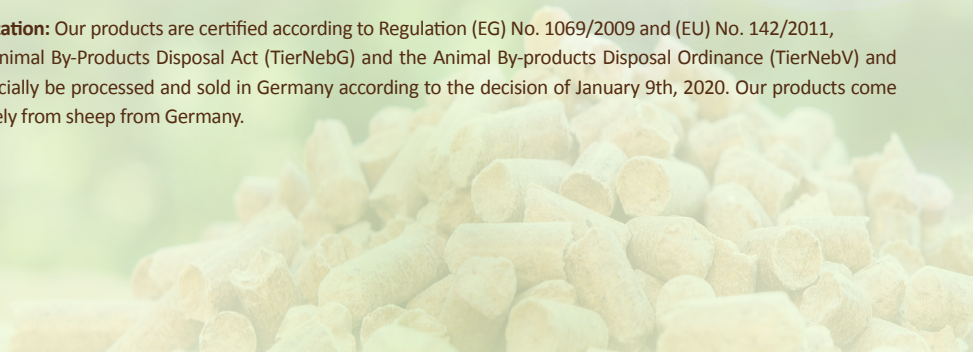 ation: Our products are certified according to Regulation (EG) No. 1069/2009 and (EU) No. 142/2011,
nimal By-Products Disposal Act (TierNebG) and the Animal By-products Disposal Ordinance (TierNebV) and
cially be processed and sold in Germany according to the decision of January 9th, 2020. Our products come
ely from sheep from Germany.